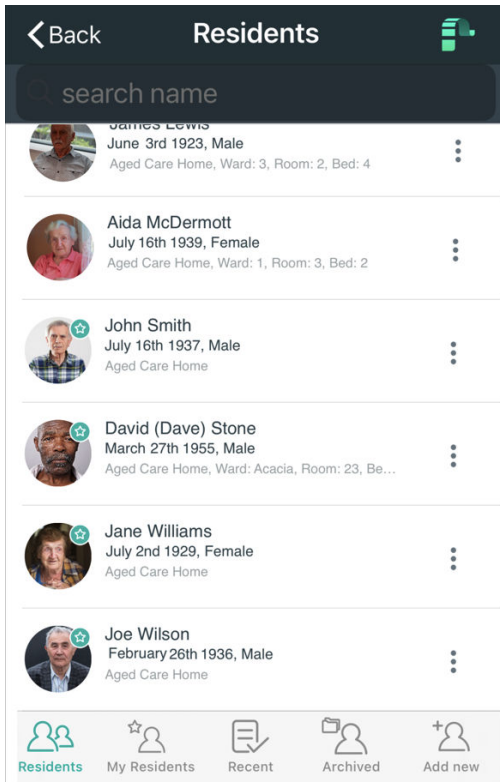 Back
Residents
search name
James Lewis
June 3rd 1923, Male
Aged Care Home, Ward: 3, Room: 2, Bed: 4
Aida McDermott
July 16th 1939, Female
Aged Care Home, Ward: 1, Room: 3, Bed: 2
John Smith
July 16th 1937, Male
Aged Care Home
David (Dave) Stone
March 27th 1955, Male
Aged Care Home, Ward: Acacia, Room: 23, Be...
Jane Williams
July 2nd 1929, Female
Aged Care Home
Joe Wilson
February 26th 1936, Male
Aged Care Home
Residents
My Residents
Recent
Archived
Add new